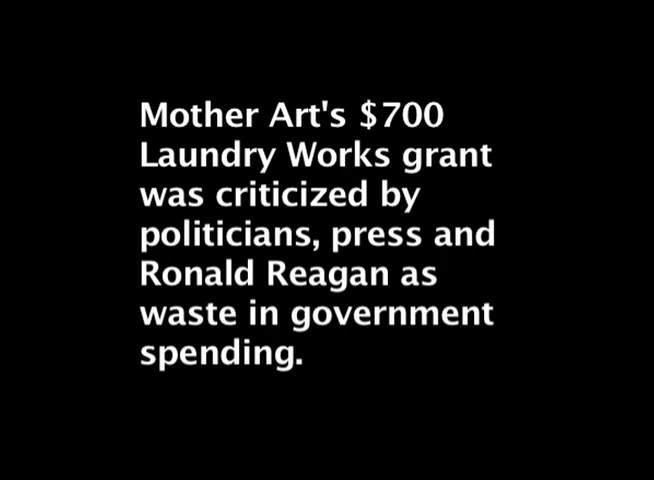 Mother Art's $700
Laundry Works grant
was criticized by
politicians, press and
Ronald Reagan as
waste in government
spending.